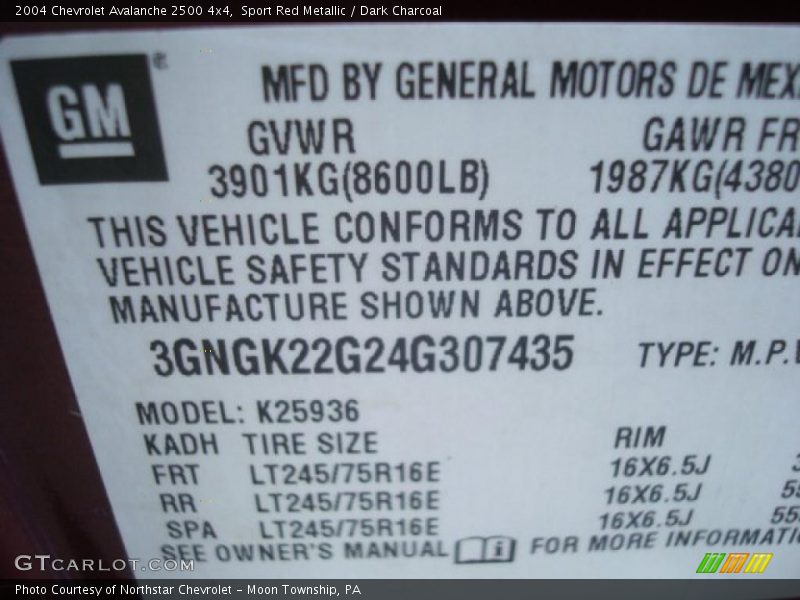 2004 Chevrolet Avalanche 2500 4x4, Sport Red Metallic / Dark Charcoal
GM
MFD BY GENERAL MOTORS DE MEX
GVWR GAWR FR
3901KG(8600LB) 1987KG(4380
THIS VEHICLE CONFORMS TO ALL APPLICA
VEHICLE SAFETY STANDARDS IN EFFECT ON
MANUFACTURE SHOWN ABOVE.
3GNGK22G24G307435 TYPE: M.P.V
MODEL: K25936
KADH TIRE SIZE RIM
FRT LT245/75R16E 16X6.5J
RR LT245/75R16E 16X6.5J
SPA LT245/75R16E 16X6.5J
SEE OWNER'S MANUAL i FOR MORE INFORMATI
GTCARLOT.COM
Photo Courtesy of Northstar Chevrolet - Moon Township, PA